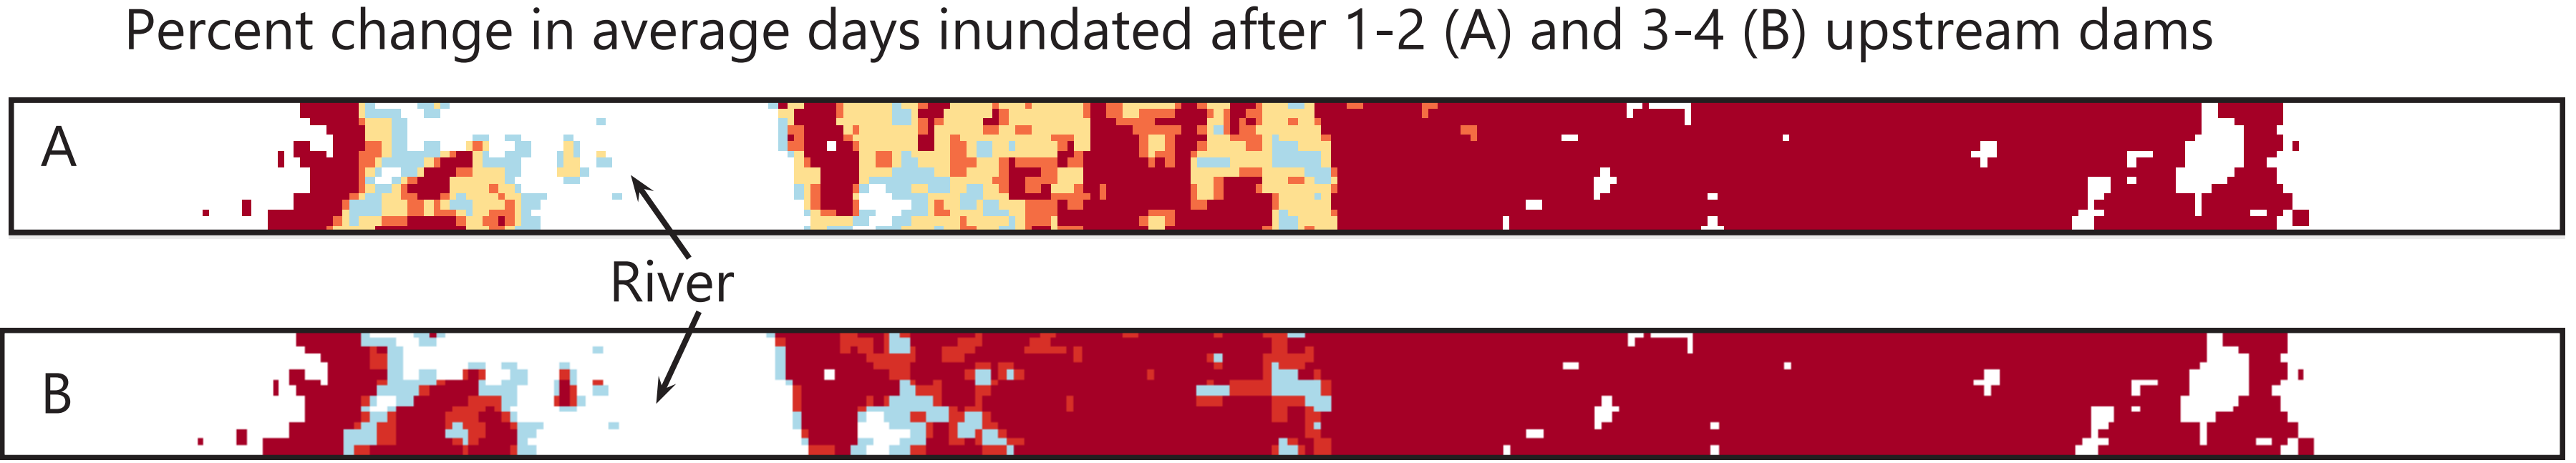 Percent change in average days inundated after 1-2 (A) and 3-4 (B) upstream dams
A
River
B